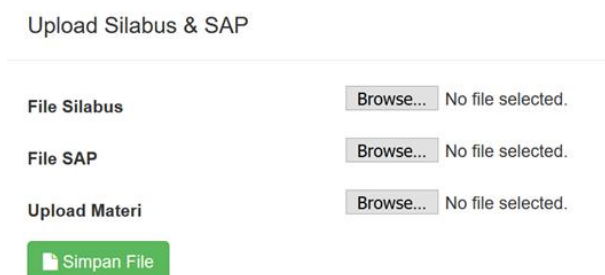 Upload Silabus & SAP
File Silabus Browse... No file selected.
File SAP Browse... No file selected.
Upload Materi Browse... No file selected.
Simpan File